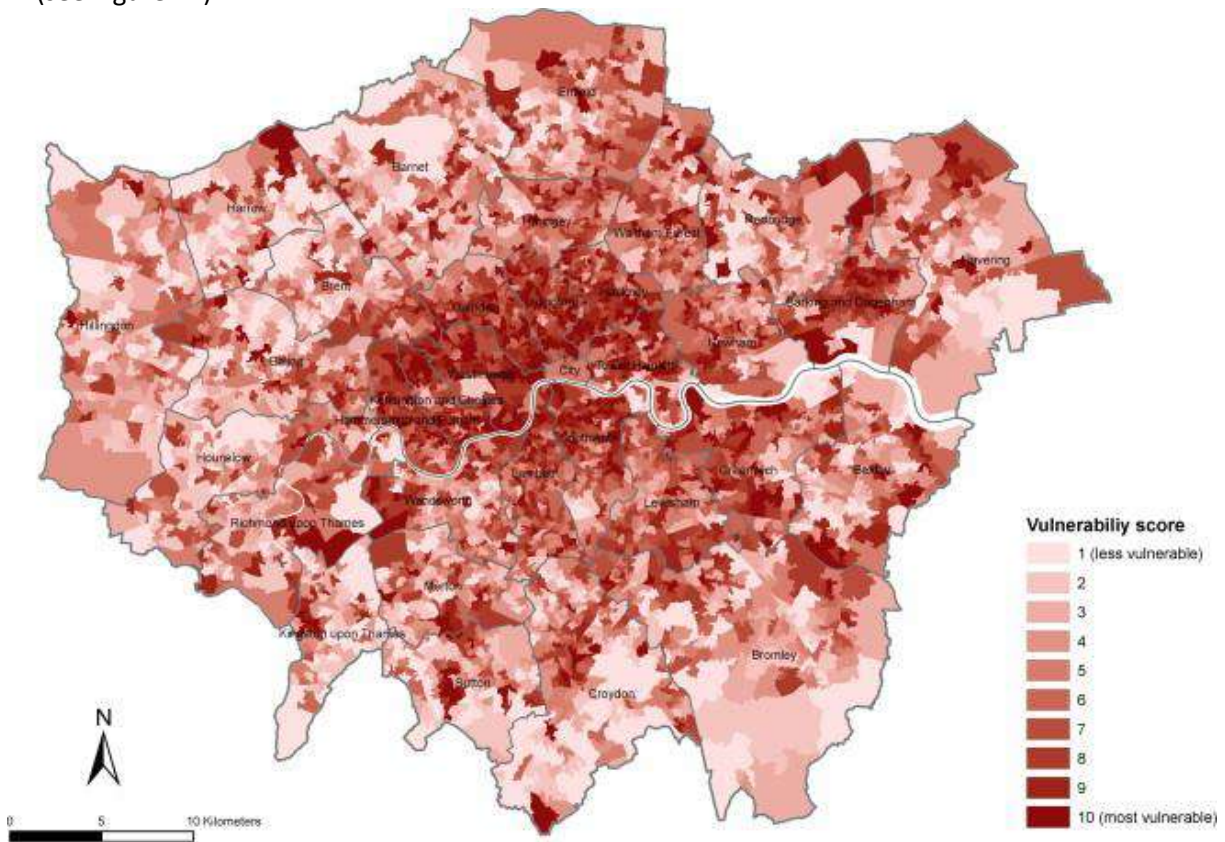 Enfield
Barnet
Harrow
Haringey
Waltham Forest
Redbridge
Havering
Brent
Camden
Islington
Hackney
Barking and Dagenham
Hillingdon
Ealing
Newham
Westminster
City
Tower Hamlets
Kensington and Chelsea
Hammersmith and Fulham
Southwark
Hounslow
Lambeth
Greenwich
Bexley
Wandsworth
Lewisham
Richmond upon Thames
Vulnerabiliy score
1 (less vulnerable)
2
3
4
5
6
7
8
9
10 (most vulnerable)
Merton
Kingston upon Thames
Bromley
Sutton
Croydon
N
0 5 10 Kilometers